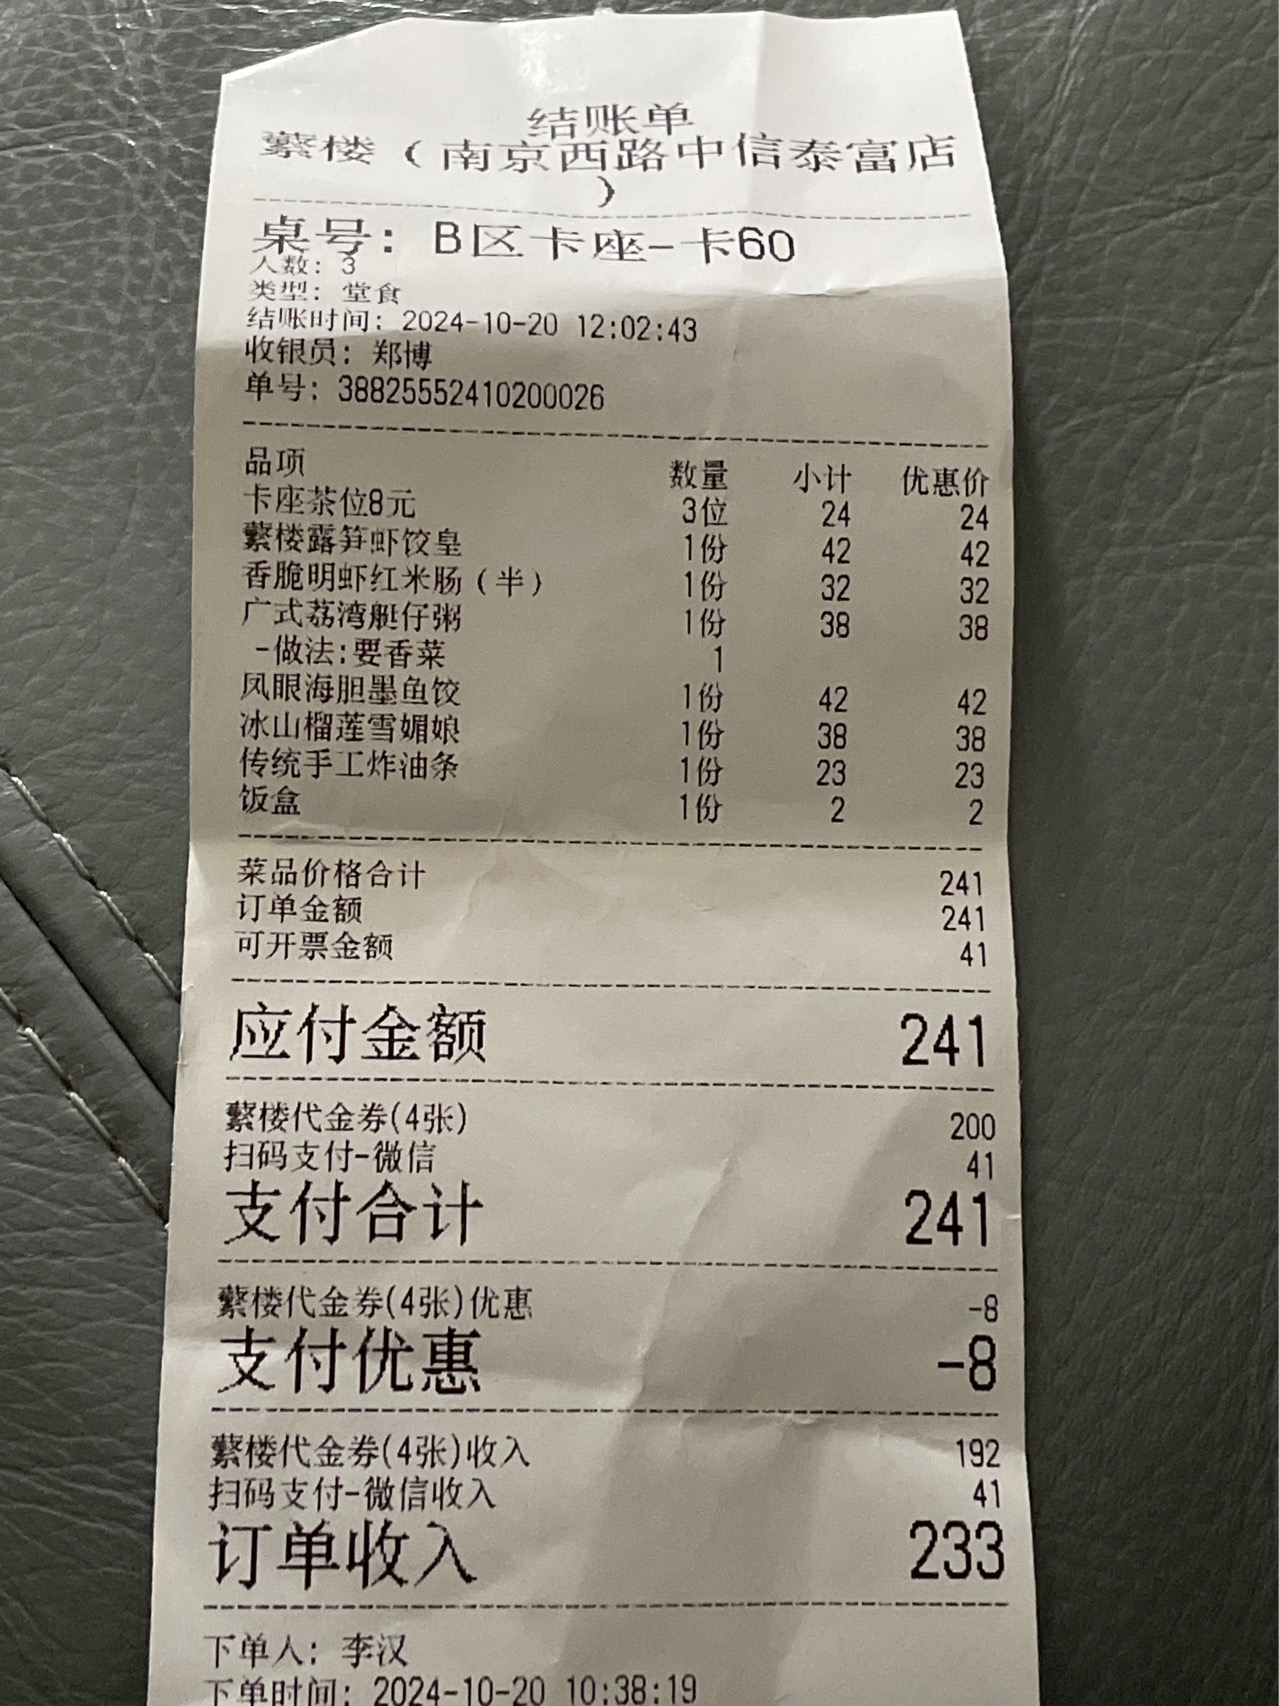 结账单
蘩楼（南京西路中信泰富店
）
桌号: B区卡座-卡60
人数: 3
类型: 堂食
结账时间: 2024-10-20 12:02:43
收银员: 郑博
单号: 388255552410200026
品项 数量 小计 优惠价
卡座茶位8元 3位 24 24
蘩楼露笋虾饺皇 1份 42 42
香脆明虾红米肠（半） 1份 32 32
广式荔湾艇仔粥 1份 38 38
-做法:要香菜 1
凤眼海胆墨鱼饺 1份 42 42
冰山榴莲雪媚娘 1份 38 38
传统手工炸油条 1份 23 23
饭盒 1份 2 2
菜品价格合计 241
订单金额 241
可开票金额 41
应付金额 241
蘩楼代金券(4张) 200
扫码支付-微信 41
支付合计 241
蘩楼代金券(4张)优惠 -8
支付优惠 -8
蘩楼代金券(4张)收入 192
扫码支付-微信收入 41
订单收入 233
下单人: 李汉
下单时间: 2024-10-20 10:38:19